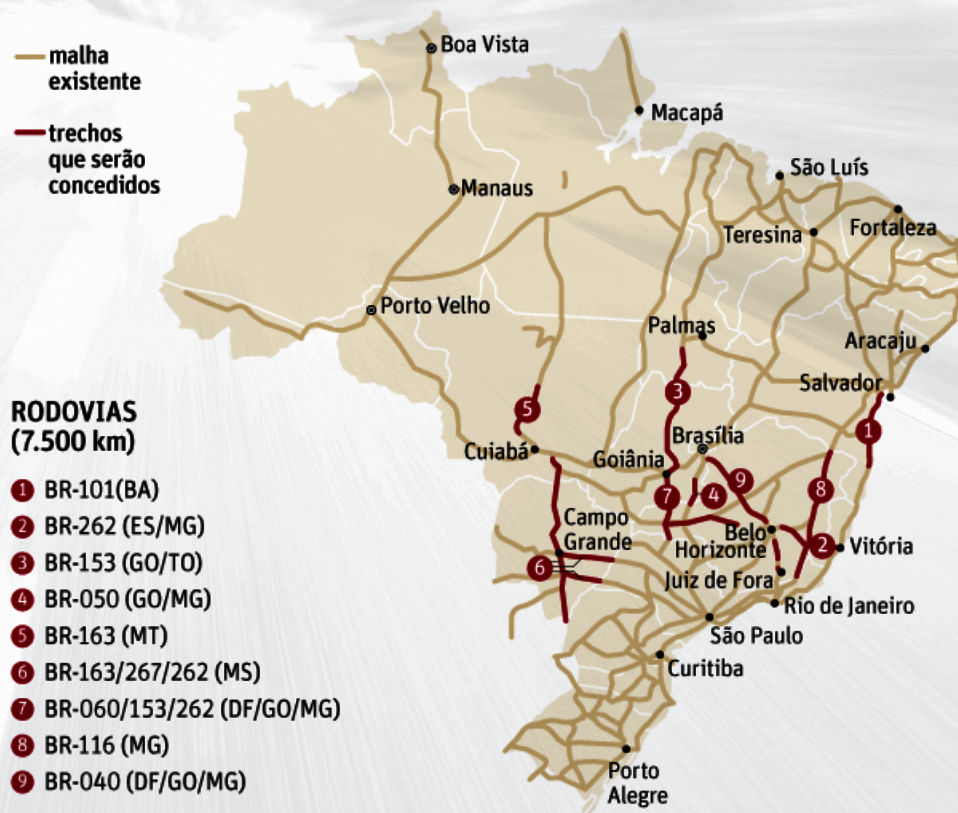 malha
existente
trechos
que serão
concedidos
Boa Vista
Macapá
Manaus
São Luís
Fortaleza
Teresina
Porto Velho
Palmas
Aracaju
Salvador
3
5
1
Brasília
Cuiabá
Goiânia
9
7
4
8
Campo
Grande
Belo
Horizonte
2
Vitória
6
Juiz de Fora
Rio de Janeiro
São Paulo
Curitiba
Porto
Alegre
RODOVIAS
(7.500 km)
1 BR-101(BA)
2 BR-262 (ES/MG)
3 BR-153 (GO/TO)
4 BR-050 (GO/MG)
5 BR-163 (MT)
6 BR-163/267/262 (MS)
7 BR-060/153/262 (DF/GO/MG)
8 BR-116 (MG)
9 BR-040 (DF/GO/MG)